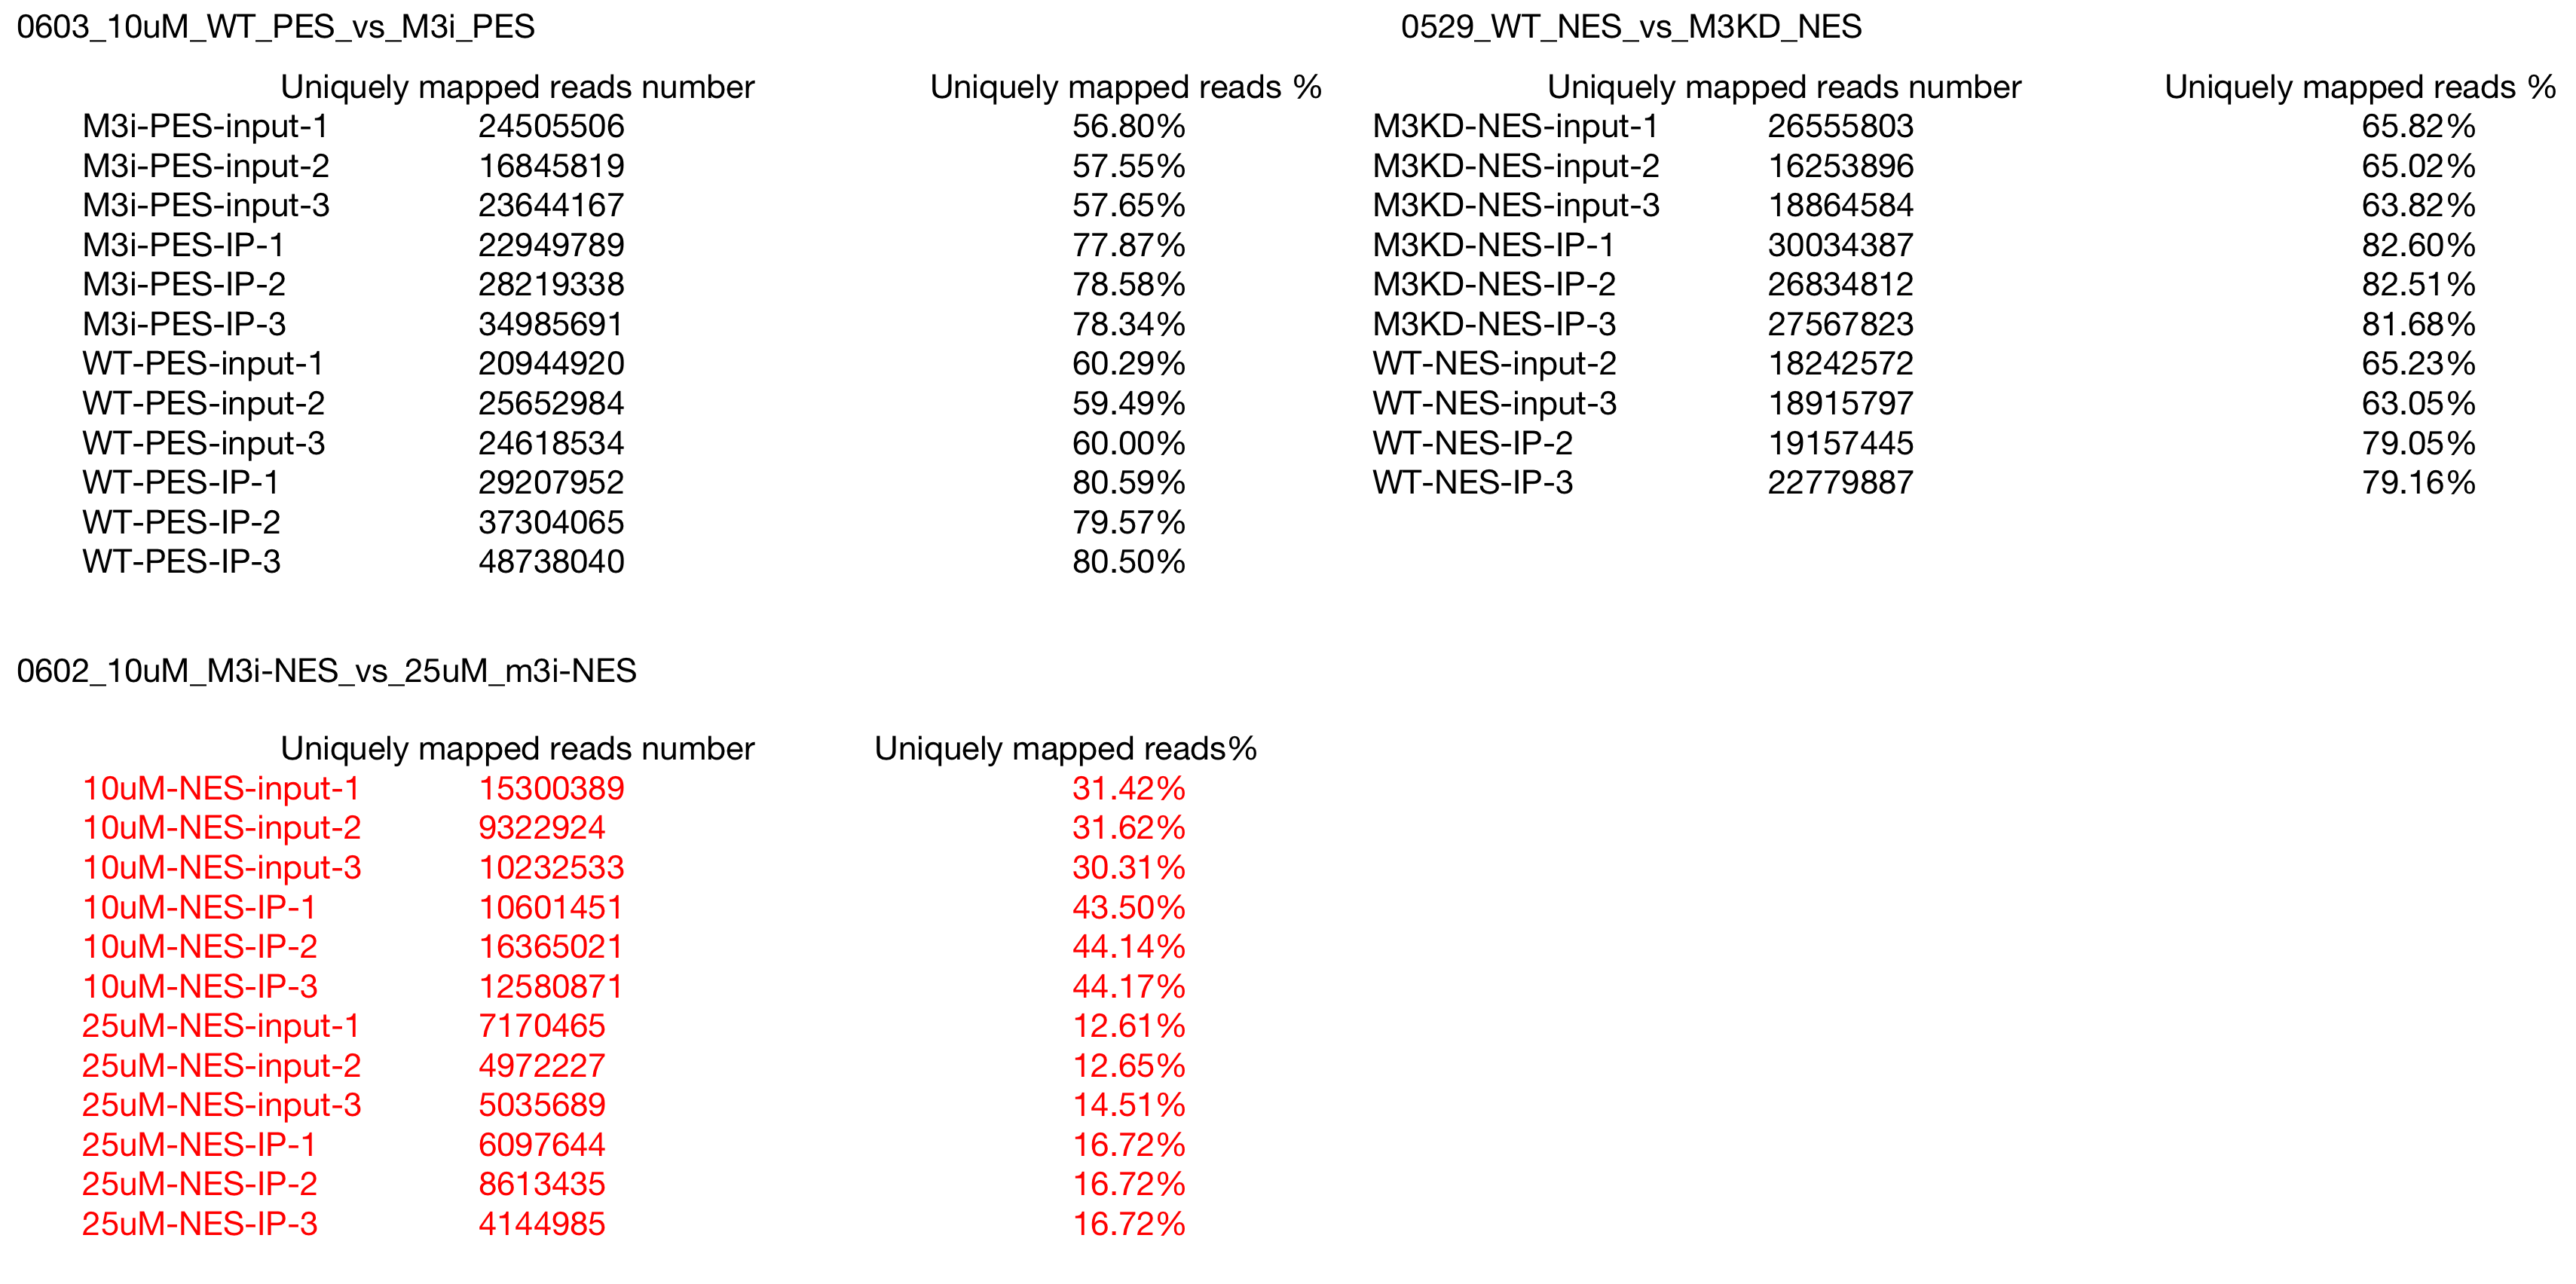 0603_10uM_WT_PES_vs_M3i_PES
Uniquely mapped reads number Uniquely mapped reads %
M3i-PES-input-1 24505506 56.80%
M3i-PES-input-2 16845819 57.55%
M3i-PES-input-3 23644167 57.65%
M3i-PES-IP-1 22949789 77.87%
M3i-PES-IP-2 28219338 78.58%
M3i-PES-IP-3 34985691 78.34%
WT-PES-input-1 20944920 60.29%
WT-PES-input-2 25652984 59.49%
WT-PES-input-3 24618534 60.00%
WT-PES-IP-1 29207952 80.59%
WT-PES-IP-2 37304065 79.57%
WT-PES-IP-3 48738040 80.50%
0529_WT_NES_vs_M3KD_NES
Uniquely mapped reads number Uniquely mapped reads %
M3KD-NES-input-1 26555803 65.82%
M3KD-NES-input-2 16253896 65.02%
M3KD-NES-input-3 18864584 63.82%
M3KD-NES-IP-1 30034387 82.60%
M3KD-NES-IP-2 26834812 82.51%
M3KD-NES-IP-3 27567823 81.68%
WT-NES-input-2 18242572 65.23%
WT-NES-input-3 18915797 63.05%
WT-NES-IP-2 19157445 79.05%
WT-NES-IP-3 22779887 79.16%
0602_10uM_M3i-NES_vs_25uM_m3i-NES
Uniquely mapped reads number Uniquely mapped reads%
10uM-NES-input-1 15300389 31.42%
10uM-NES-input-2 9322924 31.62%
10uM-NES-input-3 10232533 30.31%
10uM-NES-IP-1 10601451 43.50%
10uM-NES-IP-2 16365021 44.14%
10uM-NES-IP-3 12580871 44.17%
25uM-NES-input-1 7170465 12.61%
25uM-NES-input-2 4972227 12.65%
25uM-NES-input-3 5035689 14.51%
25uM-NES-IP-1 6097644 16.72%
25uM-NES-IP-2 8613435 16.72%
25uM-NES-IP-3 4144985 16.72%